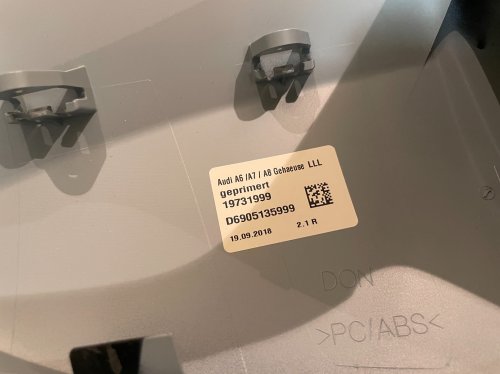 Audi A6 /A7 / A8 Gehaeuse LLL
geprimert
19731999
D6905135999
19.09.2018 2.1 R
DON
>PC/ABS<